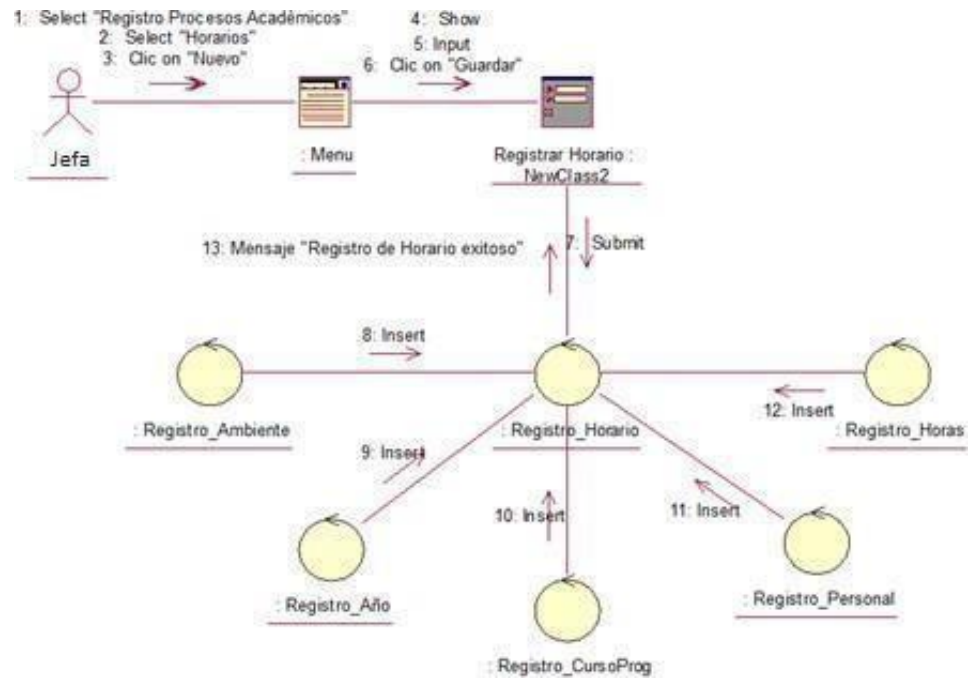 1: Select "Registro Procesos Académicos"
2: Select "Horarios"
3: Clic on "Nuevo"
4: Show
5: Input
6: Clic on "Guardar"
Jefa
: Menu
Registrar Horario :
NewClass2
13: Mensaje "Registro de Horario exitoso"
7: Submit
8: Insert
: Registro_Ambiente
: Registro_Horario
12: Insert
: Registro_Horas
9: Insert
10: Insert
11: Insert
: Registro_Año
: Registro_Personal
: Registro_CursoProg